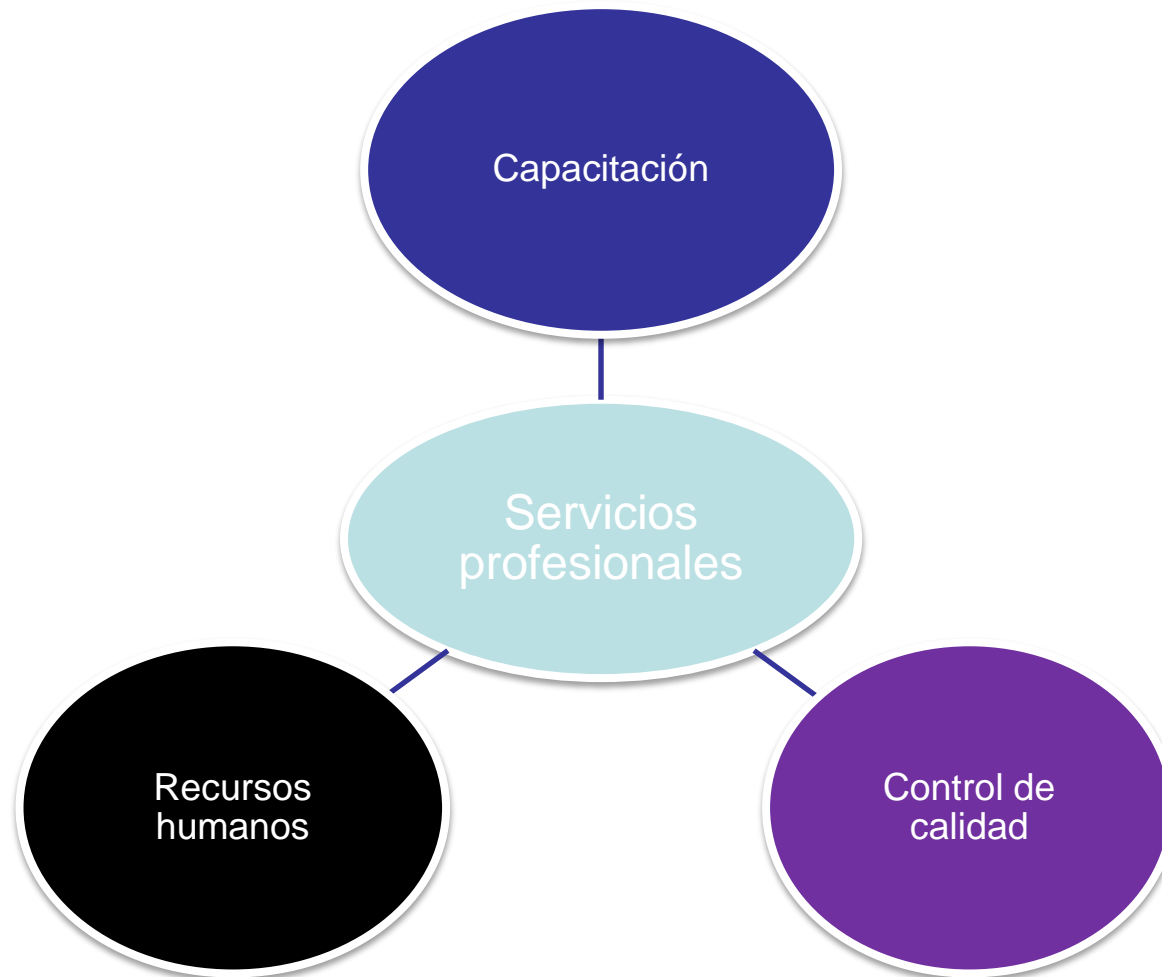 Capacitación
Servicios
profesionales
Recursos
humanos
Control de
calidad